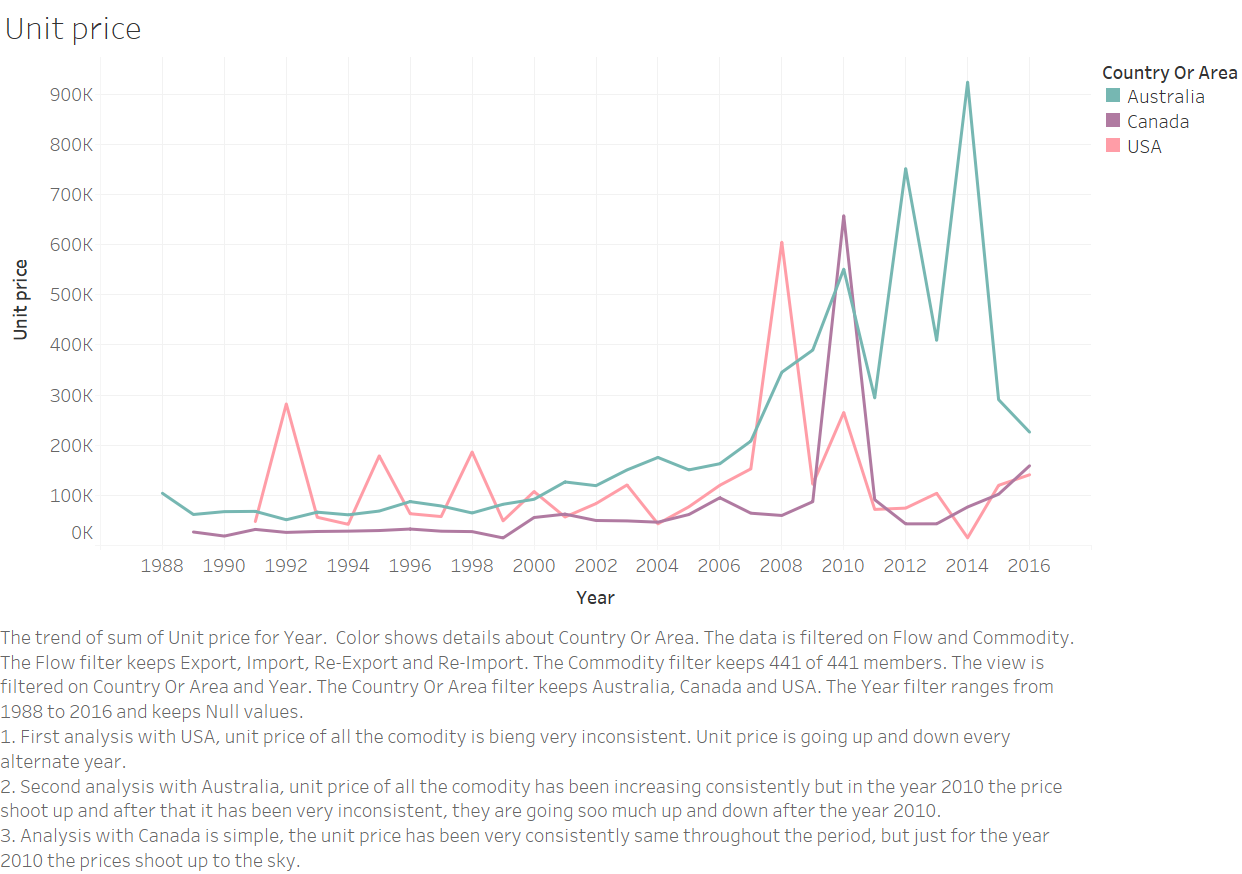 Unit price
Country Or Area
Australia
Canada
USA
900K
800K
700K
600K
500K
400K
300K
200K
100K
0K
Unit price
1988 1990 1992 1994 1996 1998 2000 2002 2004 2006 2008 2010 2012 2014 2016
Year
The trend of sum of Unit price for Year.  Color shows details about Country Or Area. The data is filtered on Flow and Commodity.
The Flow filter keeps Export, Import, Re-Export and Re-Import. The Commodity filter keeps 441 of 441 members. The view is
filtered on Country Or Area and Year. The Country Or Area filter keeps Australia, Canada and USA. The Year filter ranges from
1988 to 2016 and keeps Null values.
1. First analysis with USA, unit price of all the comodity is bieng very inconsistent. Unit price is going up and down every
alternate year.
2. Second analysis with Australia, unit price of all the comodity has been increasing consistently but in the year 2010 the price
shoot up and after that it has been very inconsistent, they are going soo much up and down after the year 2010.
3. Analysis with Canada is simple, the unit price has been very consistently same throughout the period, but just for the year
2010 the prices shoot up to the sky.